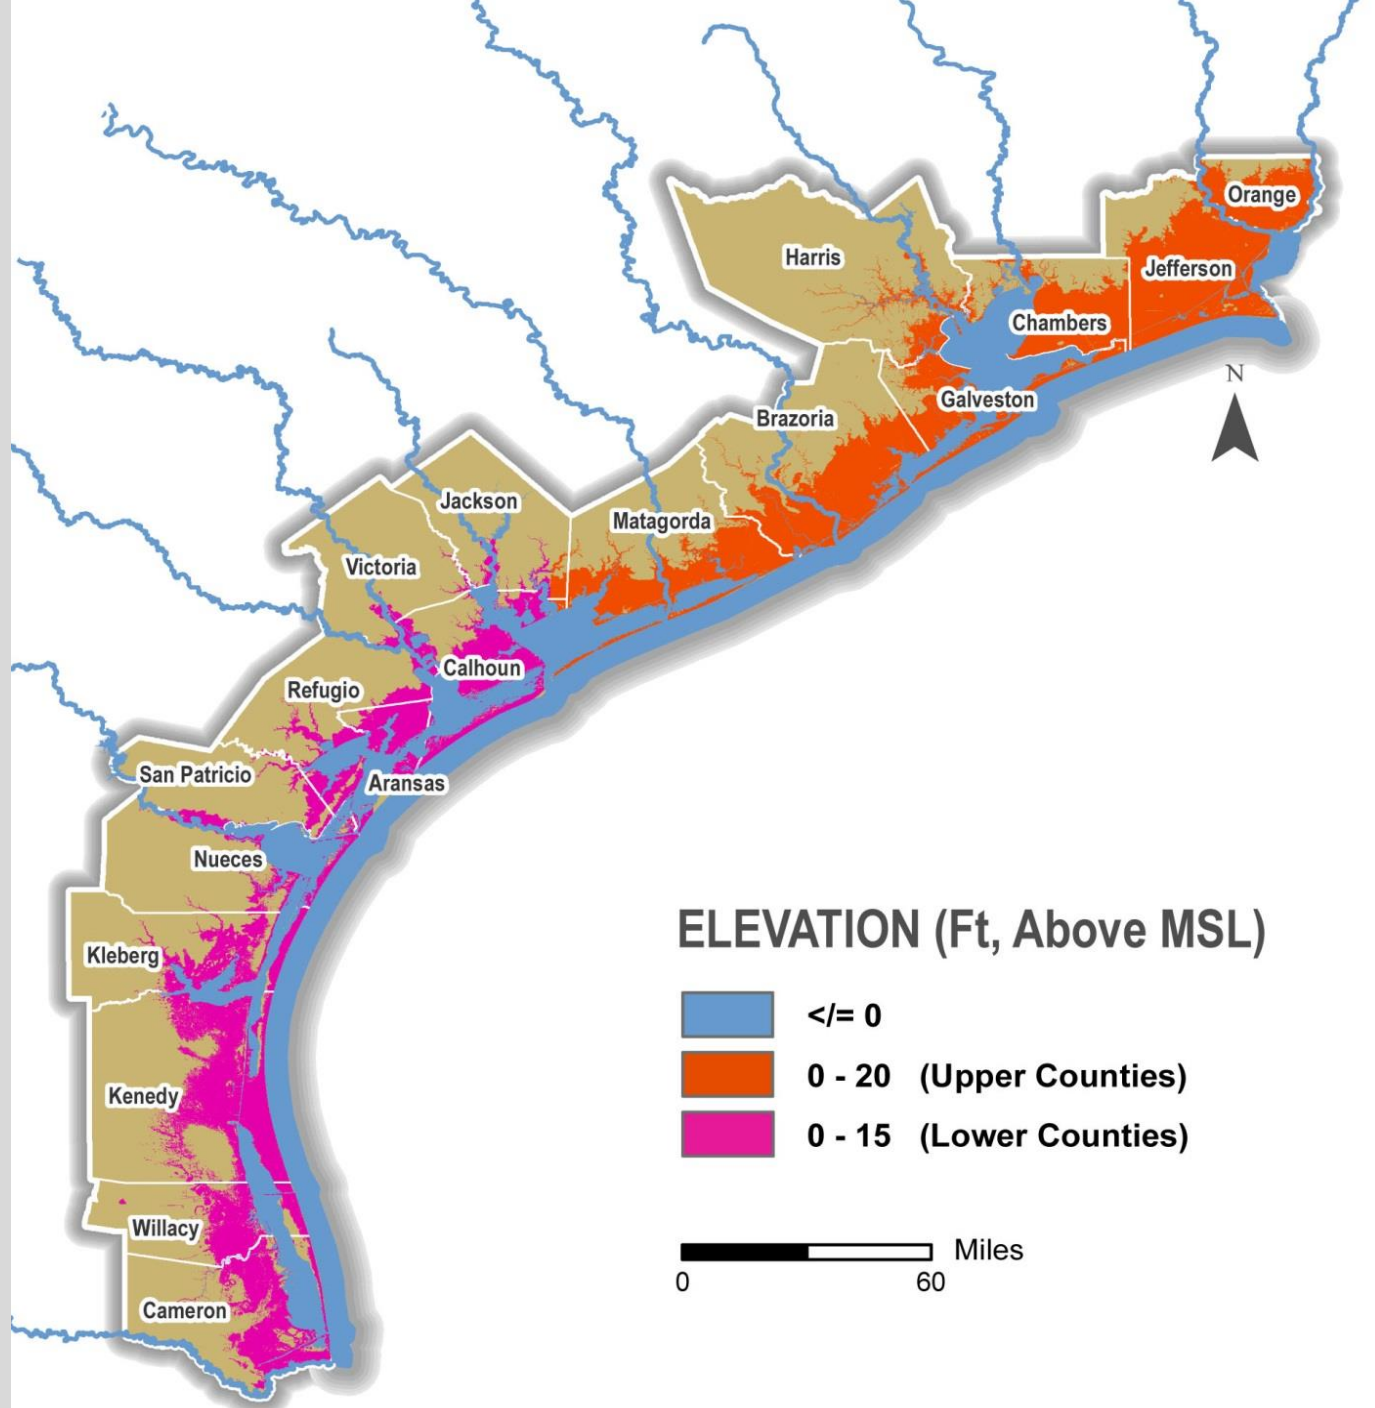 Orange
Harris
Jefferson
Chambers
N
Galveston
Brazoria
Jackson
Matagorda
Victoria
Calhoun
Refugio
San Patricio
Aransas
Nueces
Kleberg
Kenedy
Willacy
Cameron
ELEVATION (Ft, Above MSL)
</= 0
0 - 20 (Upper Counties)
0 - 15 (Lower Counties)
Miles
0 60